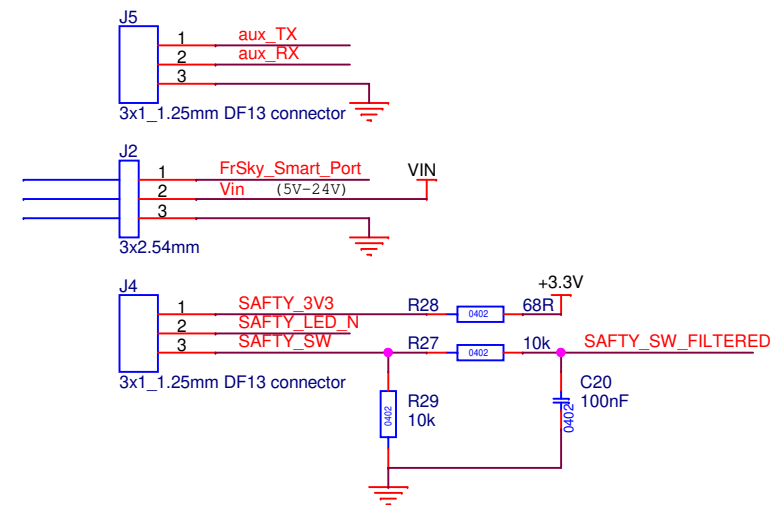 J5
1 aux_TX
2 aux_RX
3
3x1_1.25mm DF13 connector
J2
1 FrSky_Smart_Port VIN
2 Vin (5V-24V)
3
3x2.54mm
J4 +3.3V
1 SAFTY_3V3 R28 0402 68R
2 SAFTY_LED_N
3 SAFTY_SW R27 0402 10k SAFTY_SW_FILTERED
3x1_1.25mm DF13 connector
R29 0402 10k
C20 0402 100nF